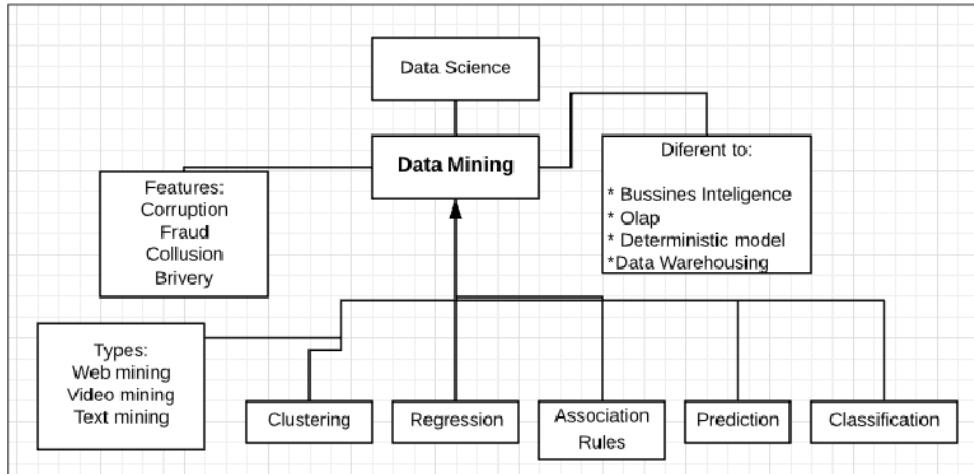 Data Science
Data Mining
Diferent to:
* Bussines Inteligence
* Olap
* Deterministic model
*Data Warehousing
Features:
Corruption
Fraud
Collusion
Brivery
Types:
Web mining
Video mining
Text mining
Clustering
Regression
Association
Rules
Prediction
Classification